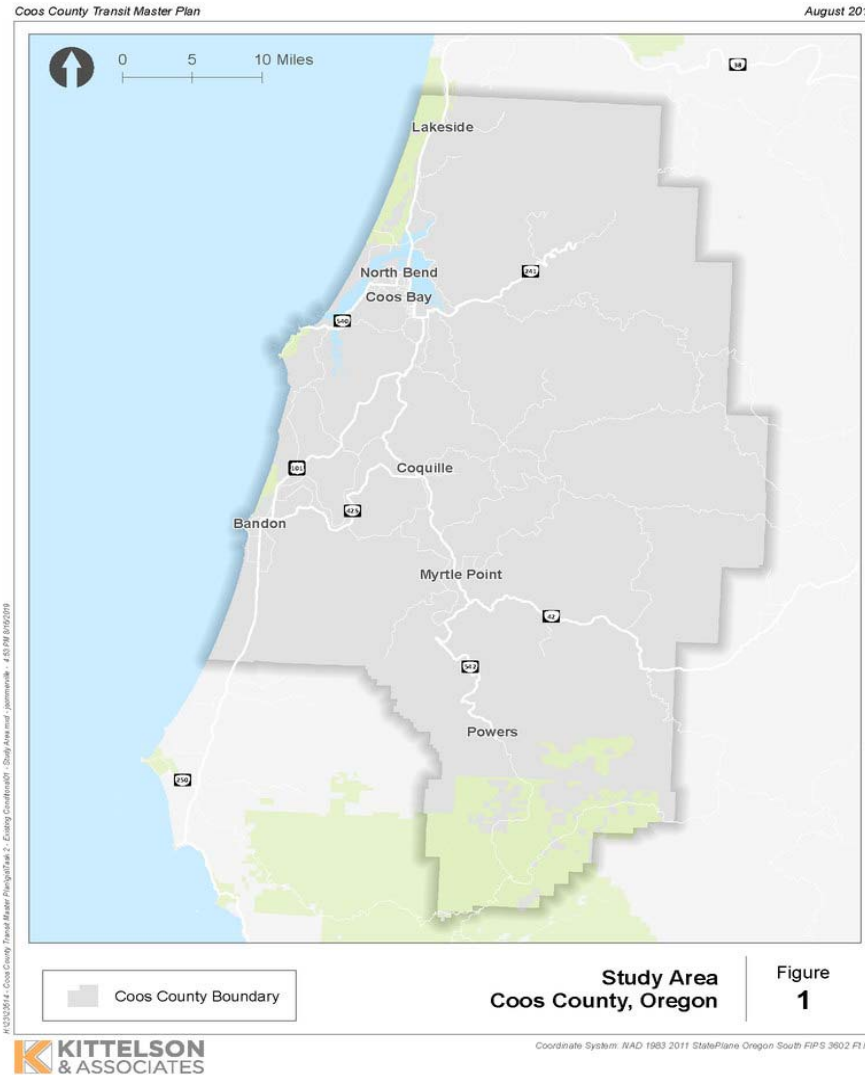 Coos County Transit Master Plan
August 201
0 5 10 Miles
38
Lakeside
241
North Bend
Coos Bay
540
101
Coquille
425
Bandon
Myrtle Point
42
542
Powers
250
Coos County Boundary
Study Area
Coos County, Oregon
Figure
1
KITTELSON
& ASSOCIATES
Coordinate System: NAD 1983 2011 StatePlane Oregon South FIPS 3602 Ft I